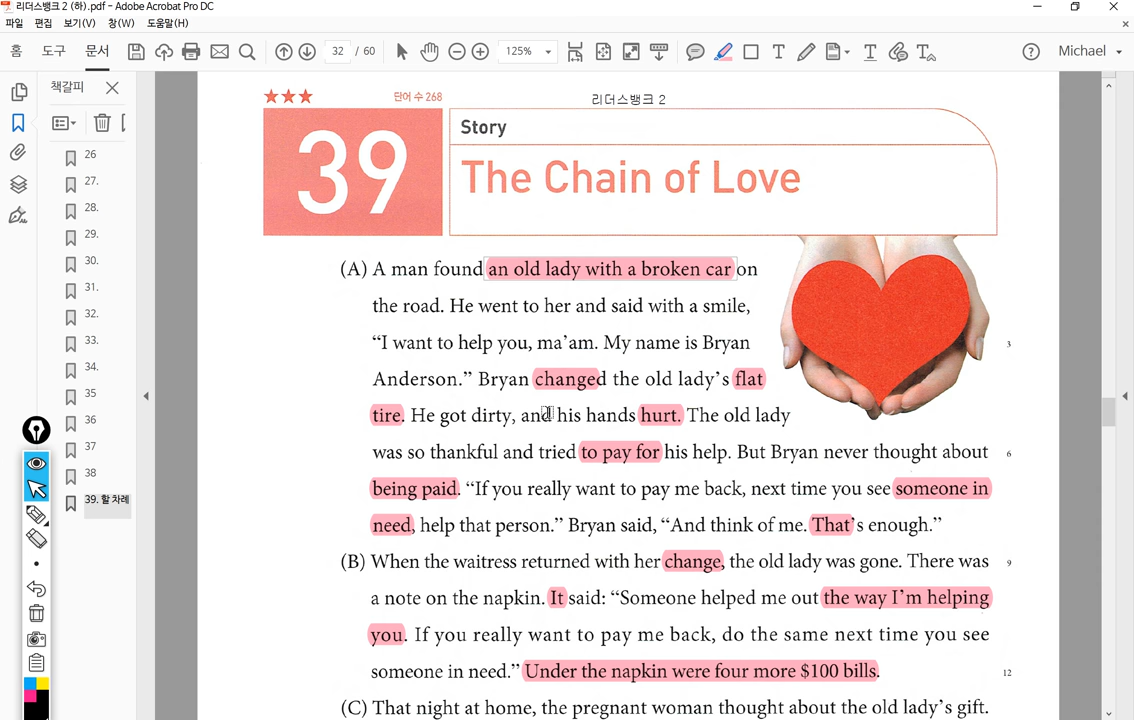 리더스뱅크 2 (하).pdf - Adobe Acrobat Pro DC
파일 편집 보기(V) 창(W) 도움말(H)
홈 도구 문서 32 / 60 125% Michael
책갈피
26
27.
28.
29.
30.
31.
32.
33.
34.
35
36
37
38
39. 할 차례
단어 수 268
리더스뱅크 2
39
Story
The Chain of Love
(A) A man found an old lady with a broken car on
the road. He went to her and said with a smile,
“I want to help you, ma’am. My name is Bryan 3
Anderson.” Bryan changed the old lady’s flat
tire. He got dirty, and his hands hurt. The old lady
was so thankful and tried to pay for his help. But Bryan never thought about 6
being paid. “If you really want to pay me back, next time you see someone in
need, help that person.” Bryan said, “And think of me. That’s enough.”
(B) When the waitress returned with her change, the old lady was gone. There was 9
a note on the napkin. It said: “Someone helped me out the way I’m helping
you. If you really want to pay me back, do the same next time you see
someone in need.” Under the napkin were four more $100 bills. 12
(C) That night at home, the pregnant woman thought about the old lady’s gift.